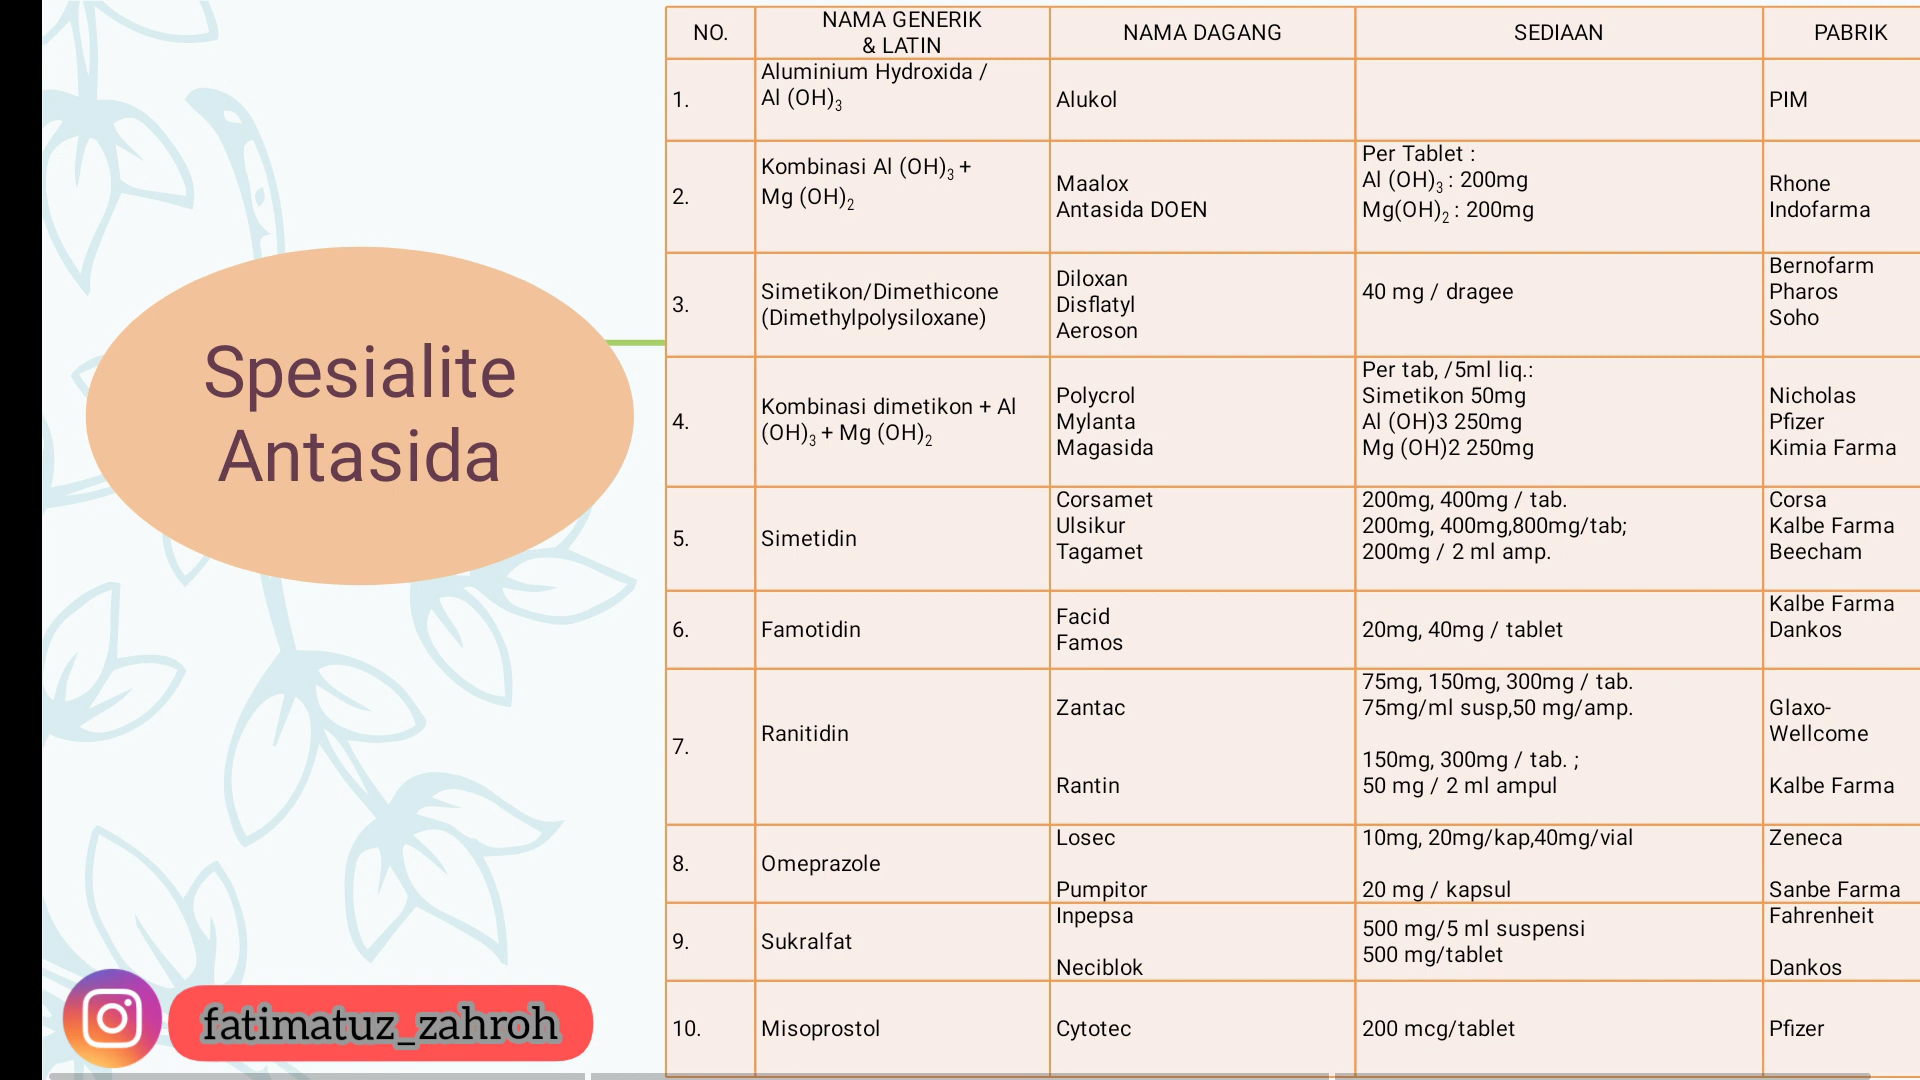 Spesialite
Antasida
NO.
NAMA GENERIK
& LATIN
NAMA DAGANG
SEDIAAN
PABRIK
1.
Aluminium Hydroxida /
Al (OH)₃
Alukol
PIM
2.
Kombinasi Al (OH)₃ +
Mg (OH)₂
Maalox
Antasida DOEN
Per Tablet :
Al (OH)₃ : 200mg
Mg(OH)₂ : 200mg
Rhone
Indofarma
3.
Simetikon/Dimethicone
(Dimethylpolysiloxane)
Diloxan
Disflatyl
Aeroson
40 mg / dragee
Bernofarm
Pharos
Soho
4.
Kombinasi dimetikon + Al
(OH)₃ + Mg (OH)₂
Polycrol
Mylanta
Magasida
Per tab, /5ml liq.:
Simetikon 50mg
Al (OH)3 250mg
Mg (OH)2 250mg
Nicholas
Pfizer
Kimia Farma
5.
Simetidin
Corsamet
Ulsikur
Tagamet
200mg, 400mg / tab.
200mg, 400mg,800mg/tab;
200mg / 2 ml amp.
Corsa
Kalbe Farma
Beecham
6.
Famotidin
Facid
Famos
20mg, 40mg / tablet
Kalbe Farma
Dankos
7.
Ranitidin
Zantac
Rantin
75mg, 150mg, 300mg / tab.
75mg/ml susp,50 mg/amp.
150mg, 300mg / tab. ;
50 mg / 2 ml ampul
Glaxo-
Wellcome
Kalbe Farma
8.
Omeprazole
Losec
Pumpitor
10mg, 20mg/kap,40mg/vial
20 mg / kapsul
Zeneca
Sanbe Farma
9.
Sukralfat
Inpepsa
Neciblok
500 mg/5 ml suspensi
500 mg/tablet
Fahrenheit
Dankos
10.
Misoprostol
Cytotec
200 mcg/tablet
Pfizer
fatimatuz_zahroh